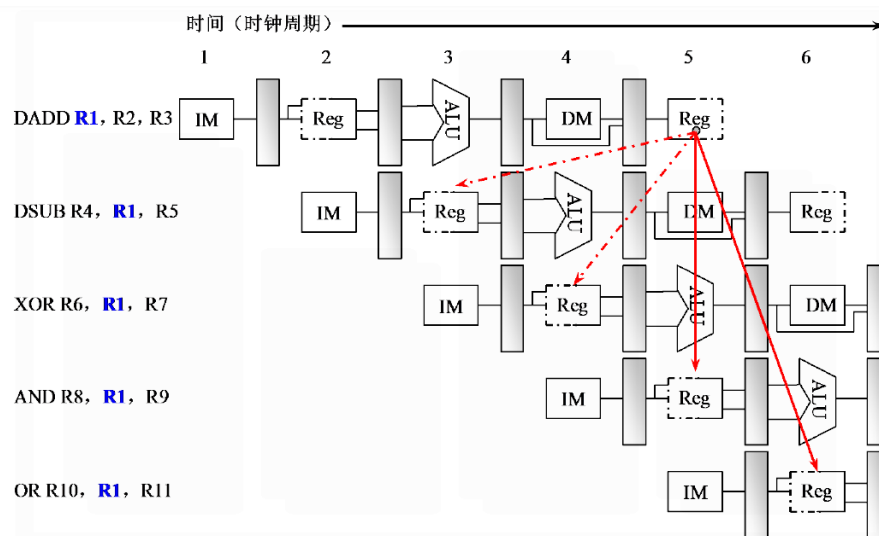 时间（时钟周期）
1 2 3 4 5 6
DADD R1，R2，R3 IM Reg ALU DM Reg
DSUB R4，R1，R5 IM Reg ALU DM Reg
XOR R6，R1，R7 IM Reg ALU DM
AND R8，R1，R9 IM Reg ALU
OR R10，R1，R11 IM Reg